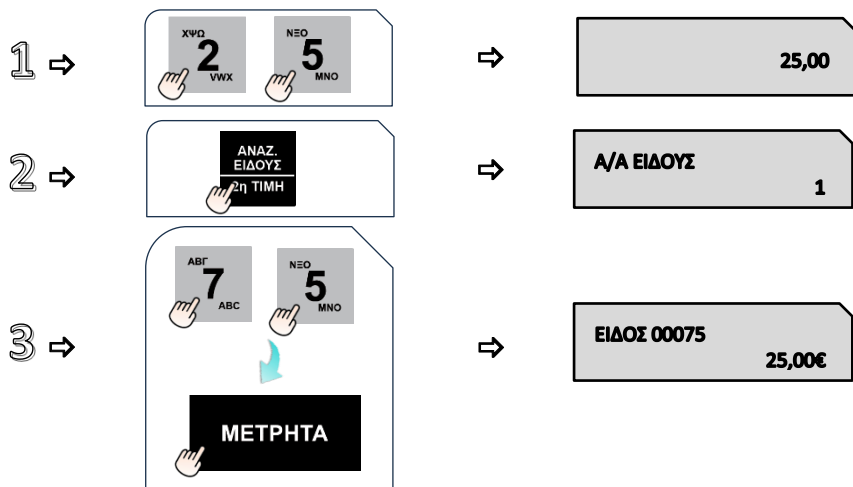 1
ΧΨΩ
2
VWX
ΝΞΟ
5
MNO
25,00
2
ΑΝΑΖ.
ΕΙΔΟΥΣ
2η ΤΙΜΗ
Α/Α ΕΙΔΟΥΣ
1
3
ΑΒΓ
7
ABC
ΝΞΟ
5
MNO
ΜΕΤΡΗΤΑ
ΕΙΔΟΣ 00075
25,00€